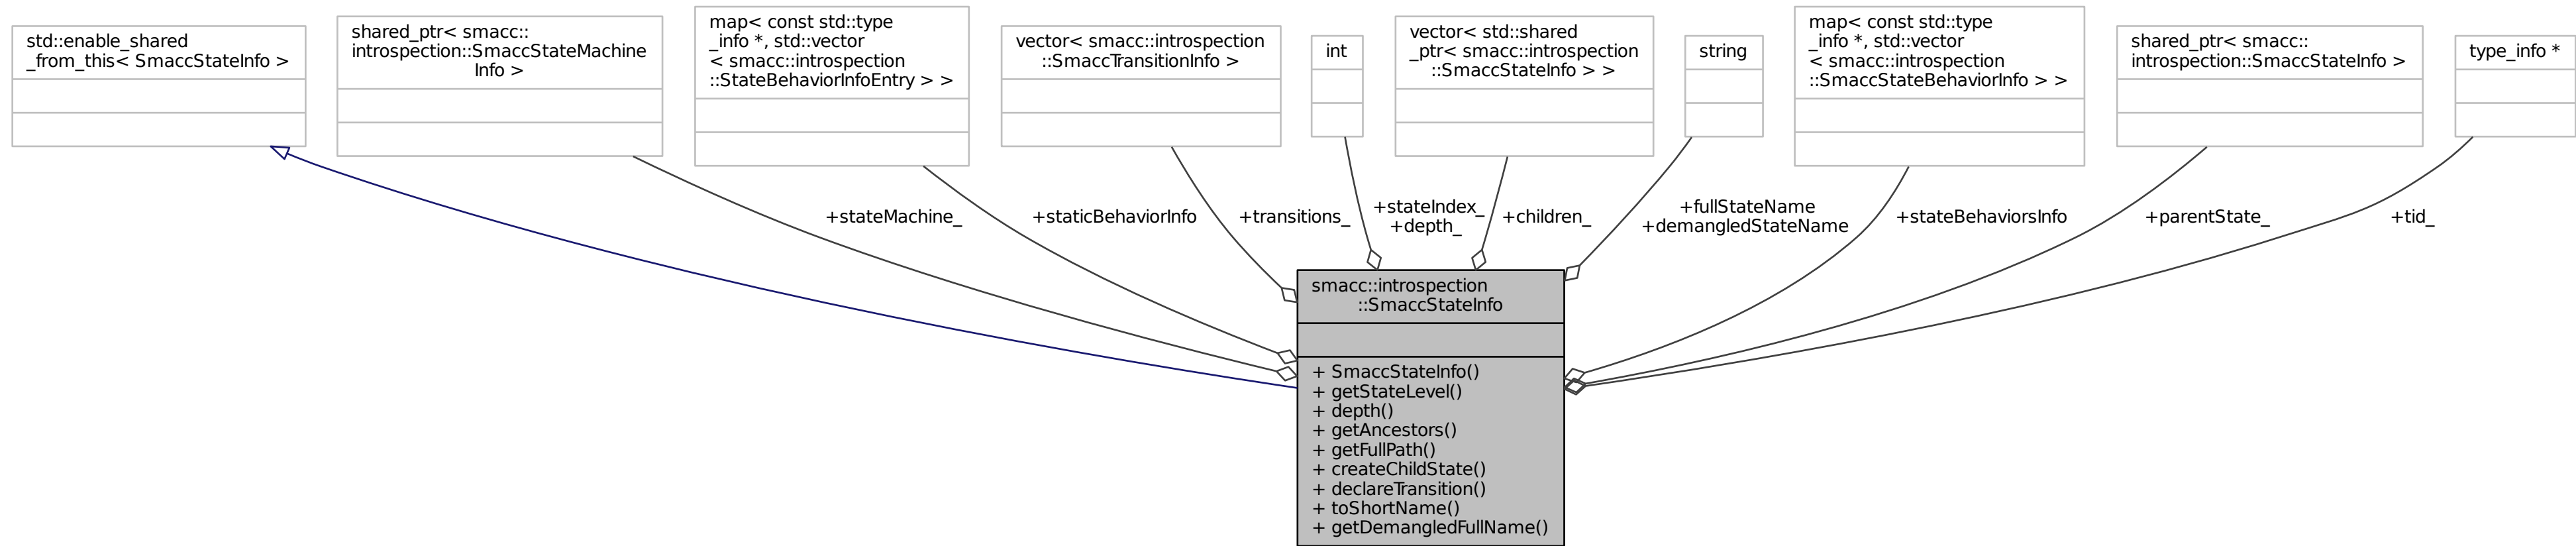 std::enable_shared
_from_this< SmaccStateInfo >
shared_ptr< smacc::
introspection::SmaccStateMachine
Info >
map< const std::type
_info *, std::vector
< smacc::introspection
::StateBehaviorInfoEntry > >
vector< smacc::introspection
::SmaccTransitionInfo >
int
vector< std::shared
_ptr< smacc::introspection
::SmaccStateInfo > >
string
map< const std::type
_info *, std::vector
< smacc::introspection
::SmaccStateBehaviorInfo > >
shared_ptr< smacc::
introspection::SmaccStateInfo >
type_info *
+stateMachine_
+staticBehaviorInfo
+transitions_
+stateIndex_
+depth_
+children_
+fullStateName
+demangledStateName
+stateBehaviorsInfo
+parentState_
+tid_
smacc::introspection
::SmaccStateInfo
+ SmaccStateInfo()
+ getStateLevel()
+ depth()
+ getAncestors()
+ getFullPath()
+ createChildState()
+ declareTransition()
+ toShortName()
+ getDemangledFullName()